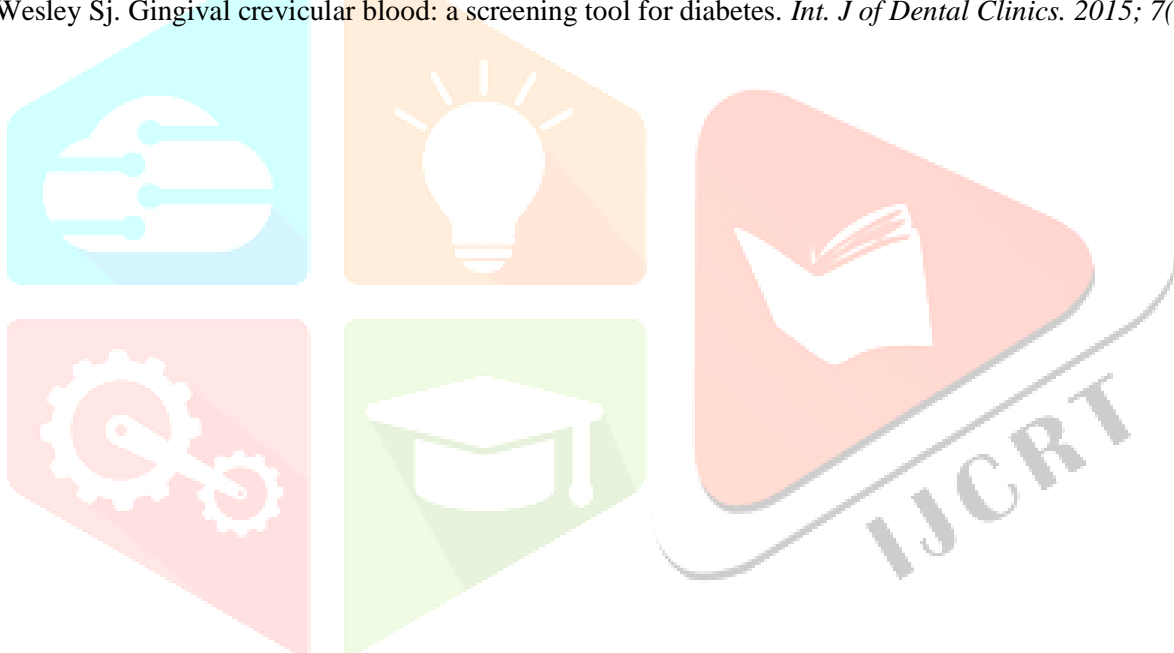 Wesley Sj. Gingival crevicular blood: a screening tool for diabetes. Int. J of Dental Clinics. 2015; 7(
IJCRT